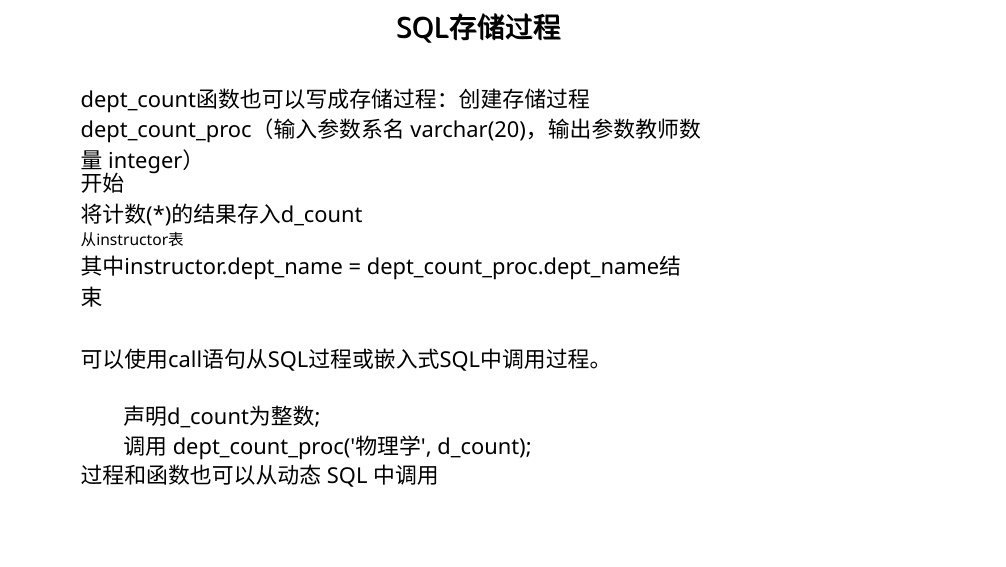 SQL存储过程
dept_count函数也可以写成存储过程：创建存储过程
dept_count_proc（输入参数系名 varchar(20)，输出参数教师数
量 integer）
开始
将计数(*)的结果存入d_count
从instructor表
其中instructor.dept_name = dept_count_proc.dept_name结
束
可以使用call语句从SQL过程或嵌入式SQL中调用过程。
声明d_count为整数;
调用 dept_count_proc('物理学', d_count);
过程和函数也可以从动态 SQL 中调用